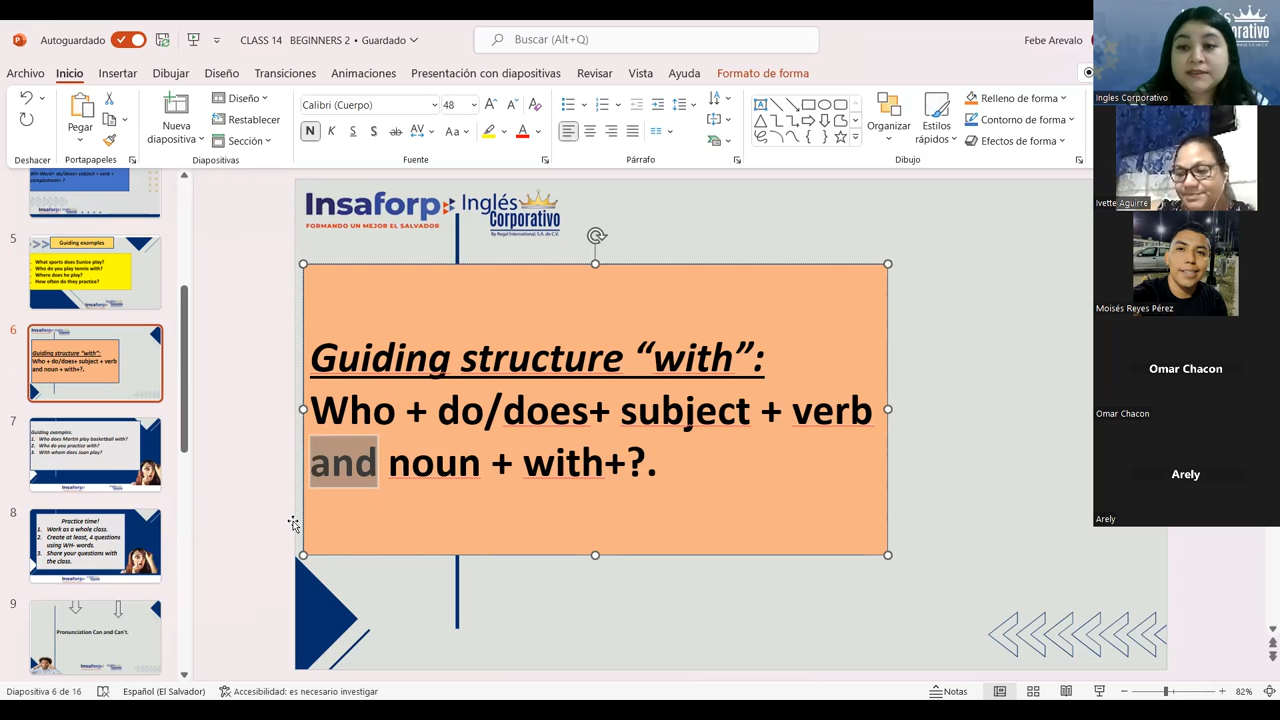 Autoguardado
CLASS 14 BEGINNERS 2 • Guardado
Buscar (Alt+Q)
Febe Arevalo
Archivo Inicio Insertar Dibujar Diseño Transiciones Animaciones Presentación con diapositivas Revisar Vista Ayuda Formato de forma
Pegar
Nueva diapositiva
Diseño
Restablecer
Sección
Calibri (Cuerpo)
48
Organizar
Estilos rápidos
Relleno de forma
Contorno de forma
Efectos de forma
Deshacer Portapapeles Diapositivas Fuente Párrafo Dibujo
5
Guiding examples
What sports does Eunice play?
Who do you play tennis with?
Where does he play?
How often do they practice?
6
Guiding structure "with":
Who + do/does+ subject + verb
and noun + with+?.
7
Guiding examples.
1. Who does Martin play basketball with?
2. Who do you practice with?
3. With whom does Juan play?
8
Practice time!
1. Work as a whole class.
2. Create at least, 4 questions using WH- words.
3. Share your questions with the class.
9
Pronunciation Can and Can't.
Insaforp
FORMANDO UN MEJOR EL SALVADOR
Inglés
Corporativo
By Regal International, S.A. de C.V.
Guiding structure “with”:
Who + do/does+ subject + verb
and noun + with+?.
Ingles Corporativo
Ivette Aguirre
Moisés Reyes Pérez
Omar Chacon
Omar Chacon
Arely
Arely
Diapositiva 6 de 16
Español (El Salvador)
Accesibilidad: es necesario investigar
Notas
82%